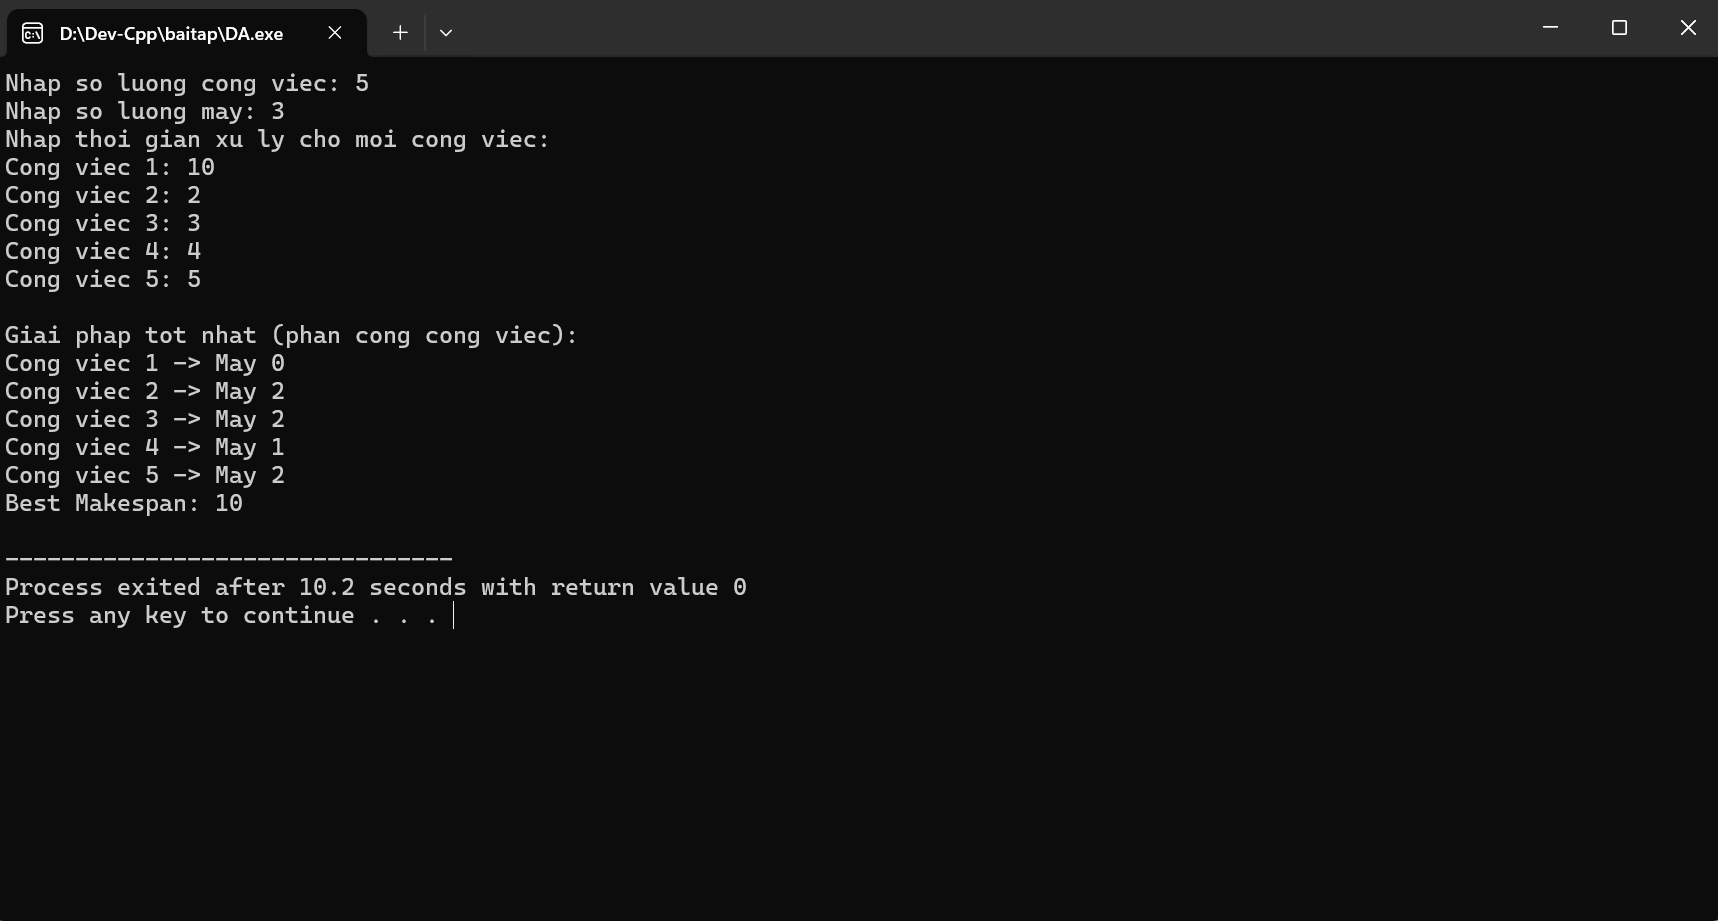 D:\Dev-Cpp\baitap\DA.exe
Nhap so luong cong viec: 5
Nhap so luong may: 3
Nhap thoi gian xu ly cho moi cong viec:
Cong viec 1: 10
Cong viec 2: 2
Cong viec 3: 3
Cong viec 4: 4
Cong viec 5: 5

Giai phap tot nhat (phan cong cong viec):
Cong viec 1 -> May 0
Cong viec 2 -> May 2
Cong viec 3 -> May 2
Cong viec 4 -> May 1
Cong viec 5 -> May 2
Best Makespan: 10

--------------------------------
Process exited after 10.2 seconds with return value 0
Press any key to continue . . .